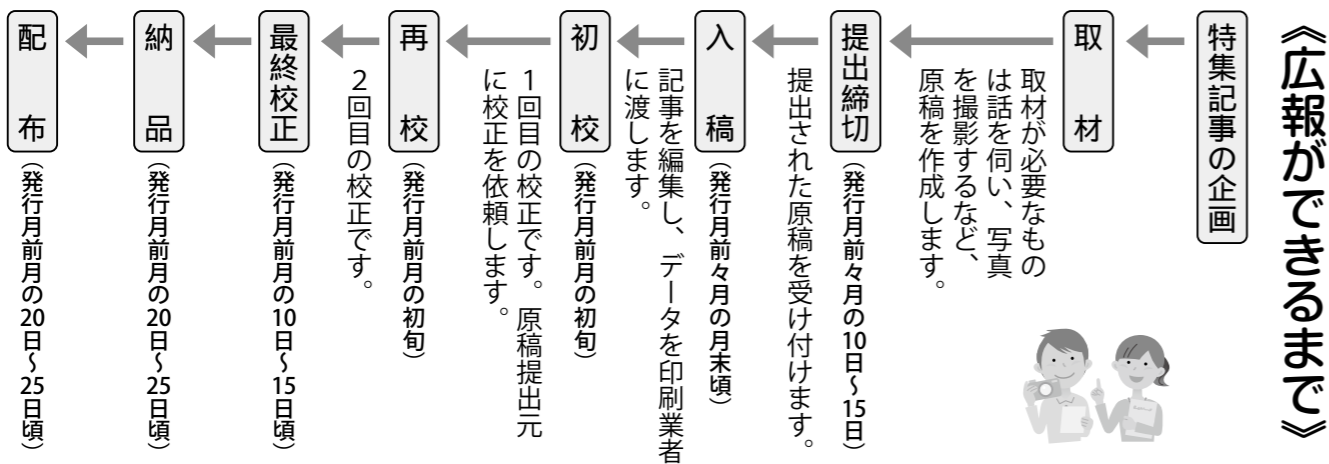 《広報ができるまで》
特集記事の企画
取材
取材が必要なもの
は話を伺い、写真
を撮影するなど、
原稿を作成します。
提出締切(発行月前々月の10日~15日)
提出された原稿を受け付けます。
入稿(発行月前々月の月末頃)
記事を編集し、データを印刷業者
に渡します。
初校(発行月前月の初旬)
1回目の校正です。原稿提出元
に校正を依頼します。
再校(発行月前月の初旬)
2回目の校正です。
最終校正(発行月前月の10日~15日頃)
納品(発行月前月の20日~25日頃)
配布(発行月前月の20日~25日頃)